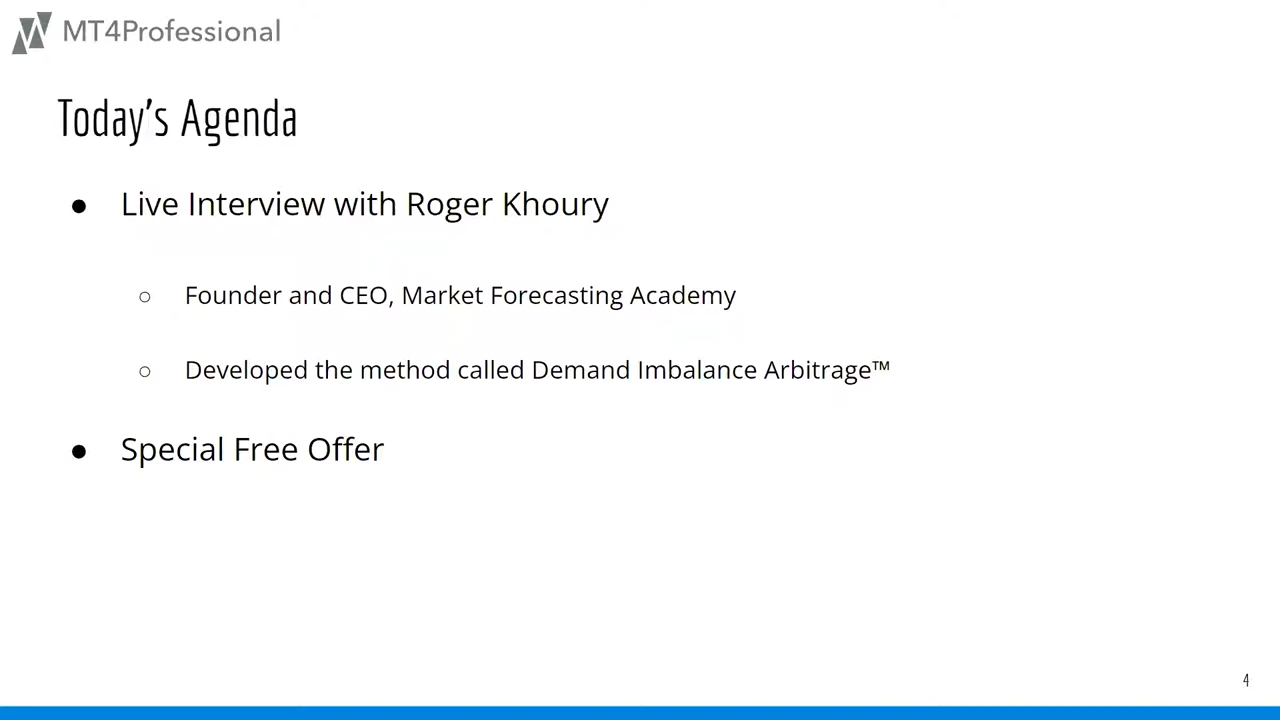 MT4Professional
Today's Agenda
● Live Interview with Roger Khoury
○ Founder and CEO, Market Forecasting Academy
○ Developed the method called Demand Imbalance Arbitrage™
● Special Free Offer
4